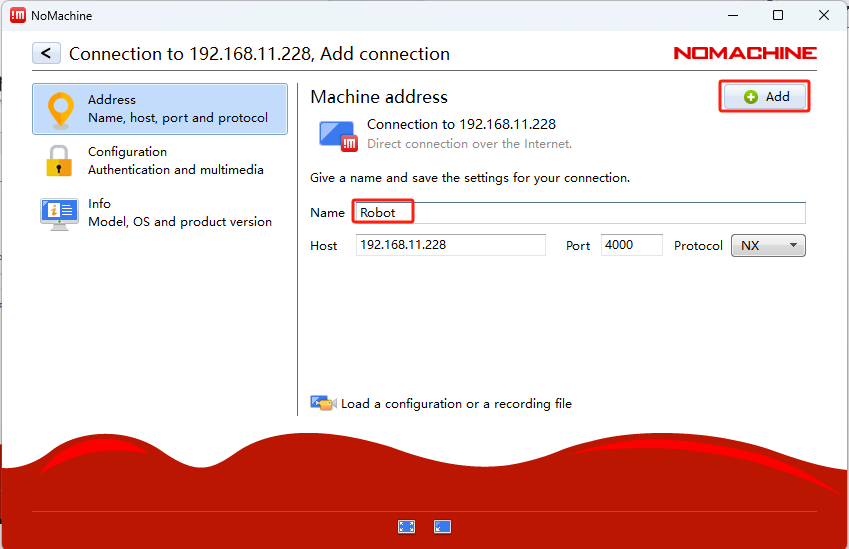 !M NoMachine
Connection to 192.168.11.228, Add connection
NOMACHINE
Address
Name, host, port and protocol
Configuration
Authentication and multimedia
Info
Model, OS and product version
Machine address
Add
!M
Connection to 192.168.11.228
Direct connection over the Internet.
Give a name and save the settings for your connection.
Name Robot
Host 192.168.11.228 Port 4000 Protocol NX
Load a configuration or a recording file